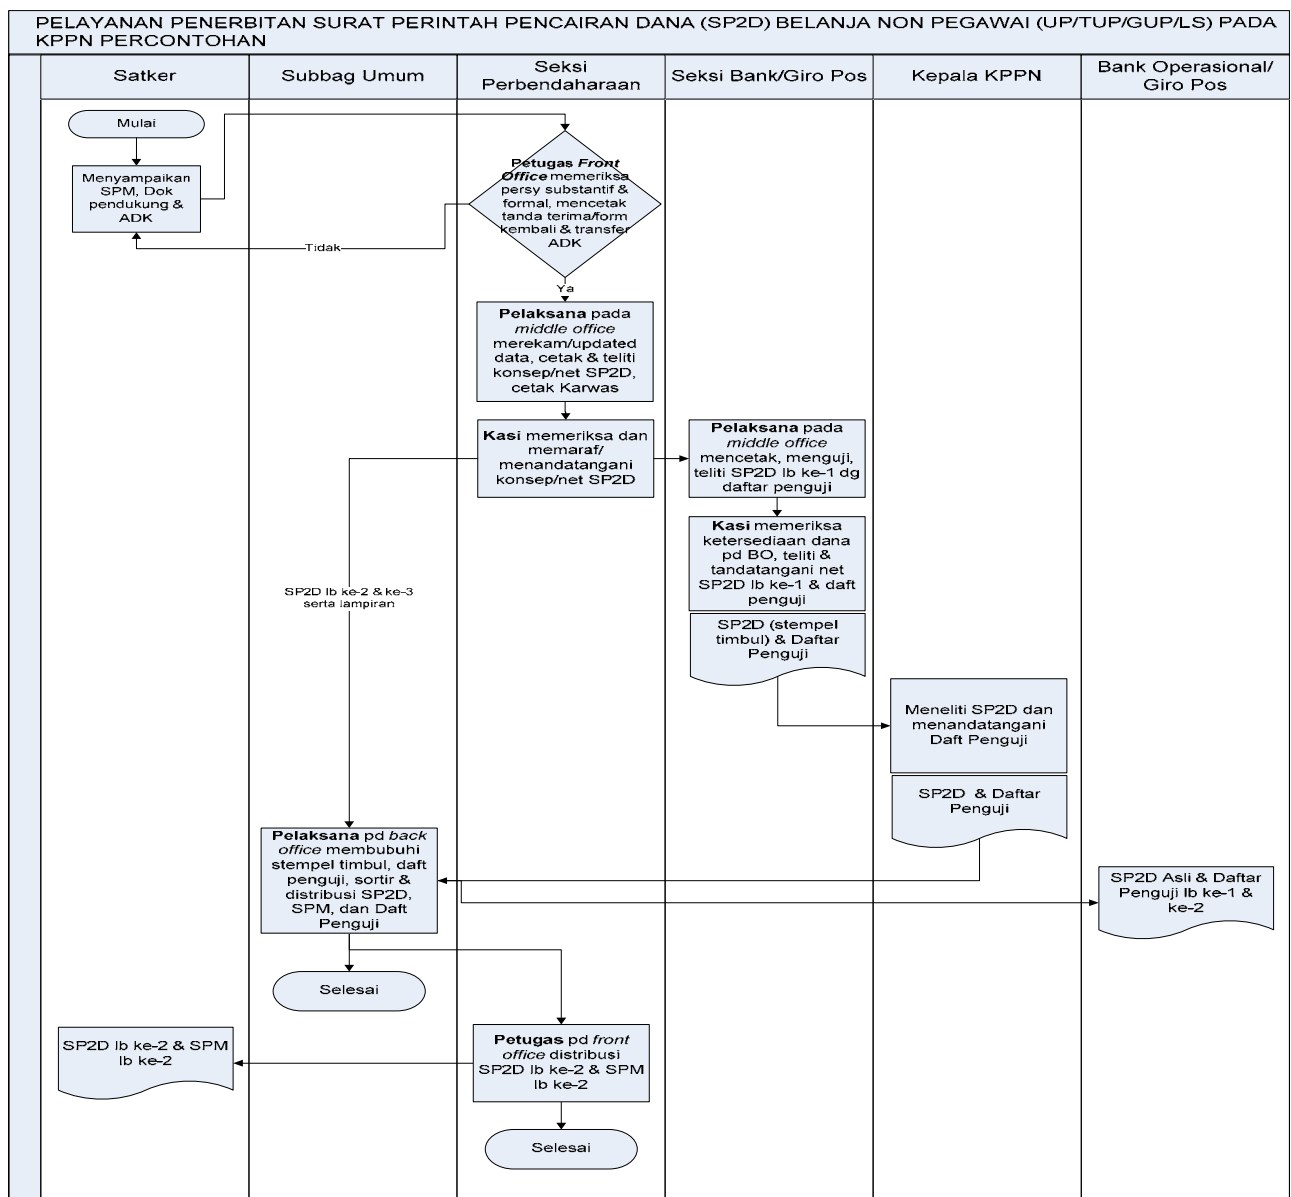 PELAYANAN PENERBITAN SURAT PERINTAH PENCAIRAN DANA (SP2D) BELANJA NON PEGAWAI (UP/TUP/GUP/LS) PADA
KPPN PERCONTOHAN
Satker
Subbag Umum
Seksi
Perbendaharaan
Seksi Bank/Giro Pos
Kepala KPPN
Bank Operasional/
Giro Pos
Mulai
Menyampaikan
SPM, Dok
pendukung &
ADK
Petugas Front
Office memeriksa
persy substantif &
formal, mencetak
tanda terima/form
kembali & transfer
ADK
Tidak
Ya
Pelaksana pada
middle office
merekam/updated
data, cetak & teliti
konsep/net SP2D,
cetak Karwas
Kasi memeriksa dan
memaraf/
menandatangani
konsep/net SP2D
Pelaksana pada
middle office
mencetak, menguji,
teliti SP2D lb ke-1 dg
daftar penguji
Kasi memeriksa
ketersediaan dana
pd BO, teliti &
tandatangani net
SP2D lb ke-1 & daft
penguji
SP2D lb ke-2 & ke-3
serta lampiran
SP2D (stempel
timbul) & Daftar
Penguji
Meneliti SP2D dan
menandatangani
Daft Penguji
SP2D & Daftar
Penguji
Pelaksana pd back
office membubuhi
stempel timbul, daft
penguji, sortir &
distribusi SP2D,
SPM, dan Daft
Penguji
SP2D Asli & Daftar
Penguji lb ke-1 &
ke-2
Selesai
Petugas pd front
office distribusi
SP2D lb ke-2 & SPM
lb ke-2
SP2D lb ke-2 & SPM
lb ke-2
Selesai